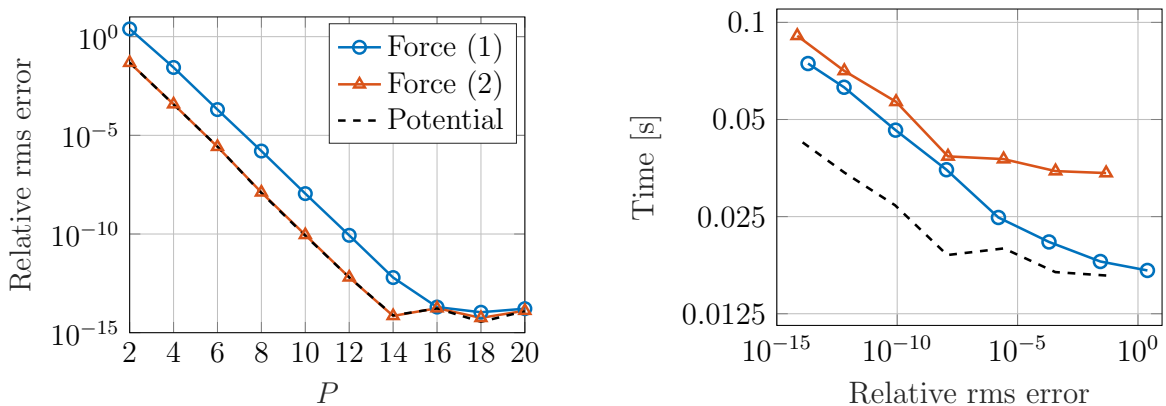 Relative rms error
10^0
10^−5
10^−10
10^−15
2 4 6 8 10 12 14 16 18 20
P
Force (1)
Force (2)
Potential
Time [s]
0.1
0.05
0.025
0.0125
10^−15 10^−10 10^−5 10^0
Relative rms error